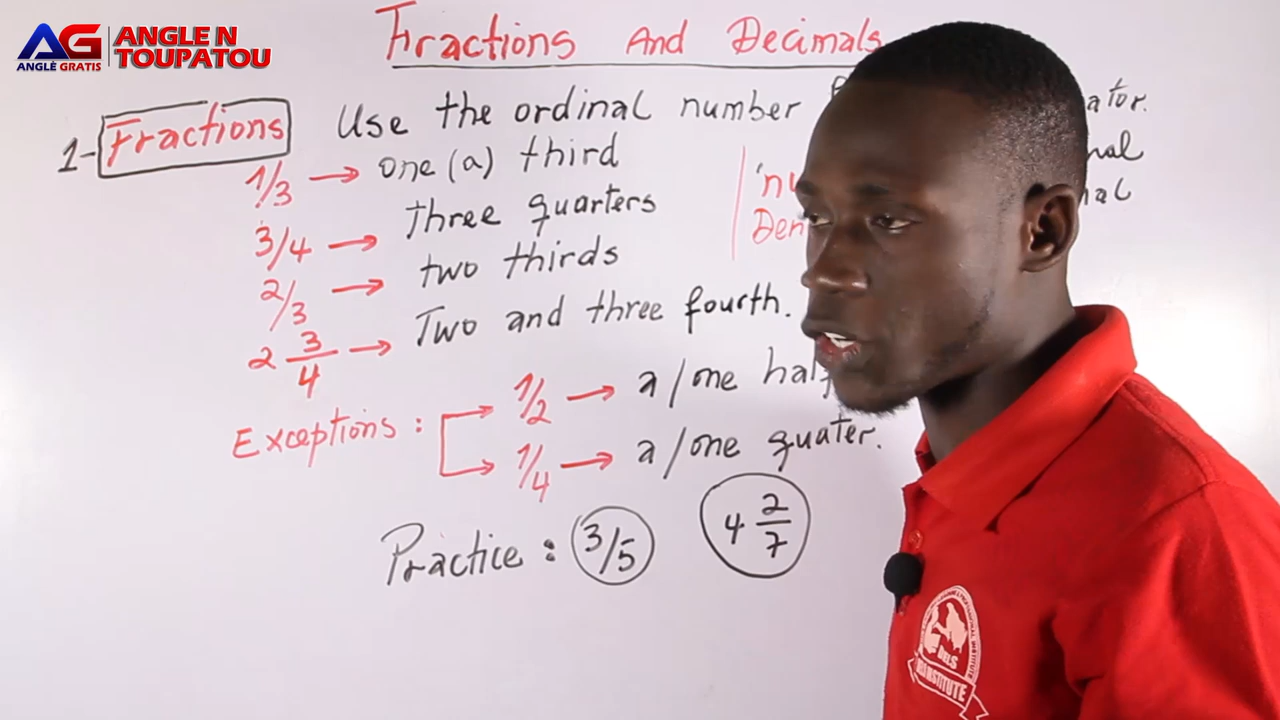 AG ANGLE N
ANGLÈ GRATIS TOUPATOU
Fractions And Decimals
1- Fractions Use the ordinal number
1/3 → one (a) third
3/4 → three quarters
2/3 → two thirds
2 3/4 → Two and three fourth.
Exceptions : 1/2 → a/one half
1/4 → a/one quater.
Practice : 3/5 4 2/7
DELS
INSTITUTE